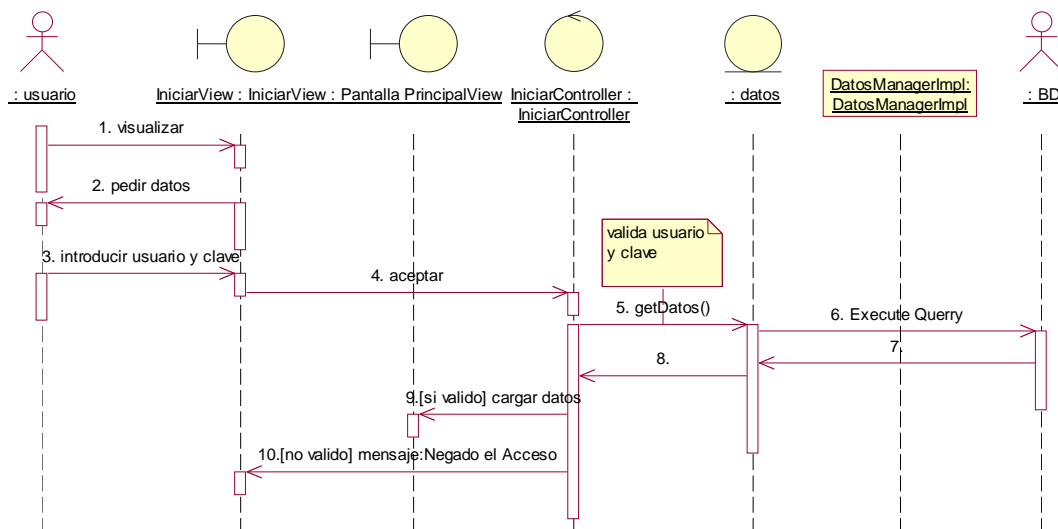 : usuario
IniciarView : IniciarView
: Pantalla PrincipalView
IniciarController :
IniciarController
: datos
DatosManagerImpl:
DatosManagerImpl
: BD
1. visualizar
2. pedir datos
3. introducir usuario y clave
4. aceptar
valida usuario
y clave
5. getDatos()
6. Execute Querry
7.
8.
9.[si valido] cargar datos
10.[no valido] mensaje:Negado el Acceso